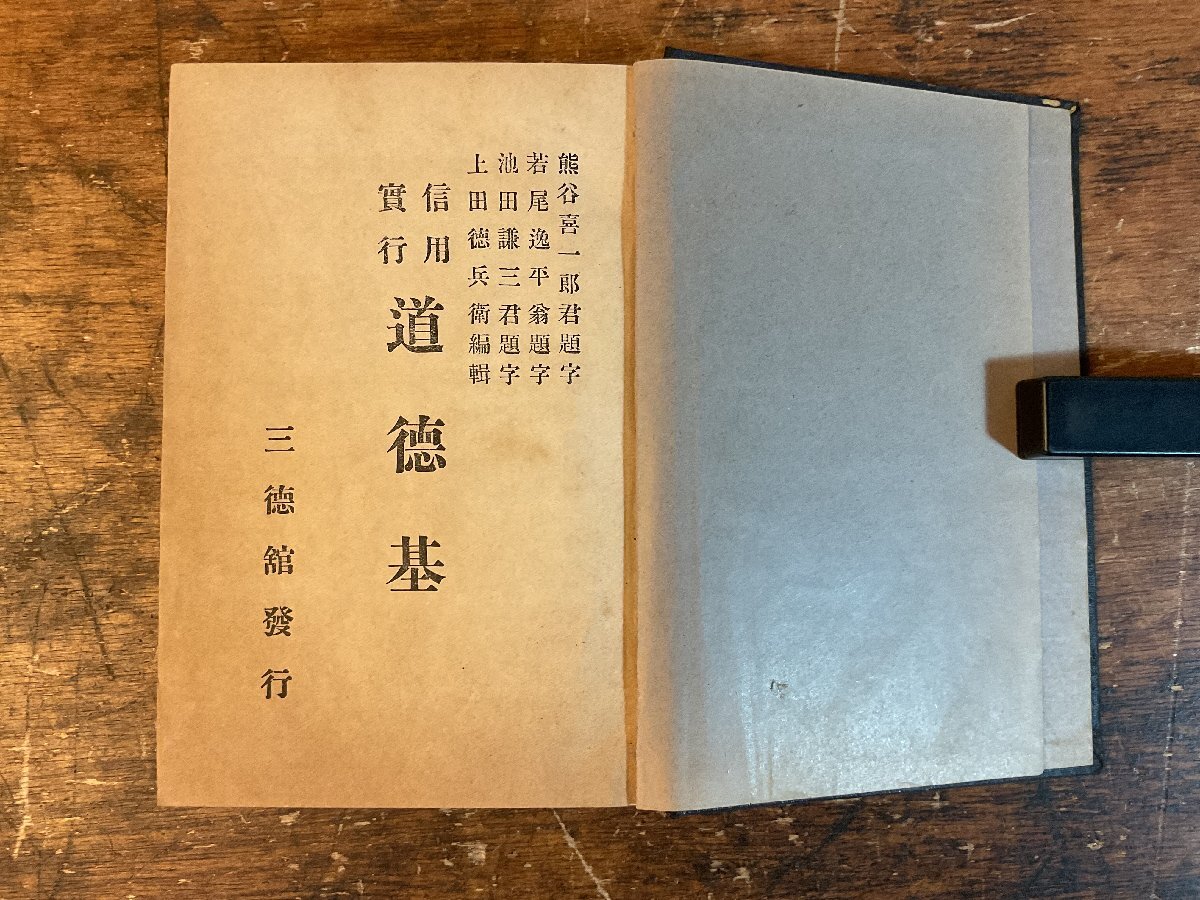 熊谷喜一郎君題字
若尾逸平翁題字
池田謙三君題字
上田德兵衛編輯
信用
實行
道德基
三德舘發行